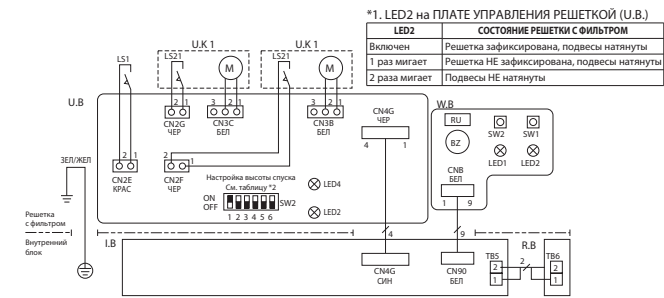 *1. LED2 на ПЛАТЕ УПРАВЛЕНИЯ РЕШЕТКОЙ (U.B.)
LED2 СОСТОЯНИЕ РЕШЕТКИ С ФИЛЬТРОМ
Включен Решетка зафиксирована, подвесы натянуты
1 раз мигает Решетка НЕ зафиксирована, подвесы натянуты
2 раза мигает Подвесы НЕ натянуты
U.K 1 U.K 1
LS1 LS21 M LS21 M
U.B W.B
2 1 3 2 1 3 2 1
CN2G ЧЕР
CN3C БЕЛ
CN3B БЕЛ
CN4G ЧЕР
4 1
RU
BZ
SW2 SW1
LED1 LED2
CNB БЕЛ
1 9
ЗЕЛ/ЖЕЛ
2 1
CN2E КРАС
2 1
CN2F ЧЕР
Настройка высоты спуска
См. таблицу *2
ON
OFF
SW2
1 2 3 4 5 6
LED4
LED2
Решетка с фильтром
Внутренний блок
4 9
I.B R.B
CN4G СИН
CN90 БЕЛ
TB5 2 TB6
2 2
1 1